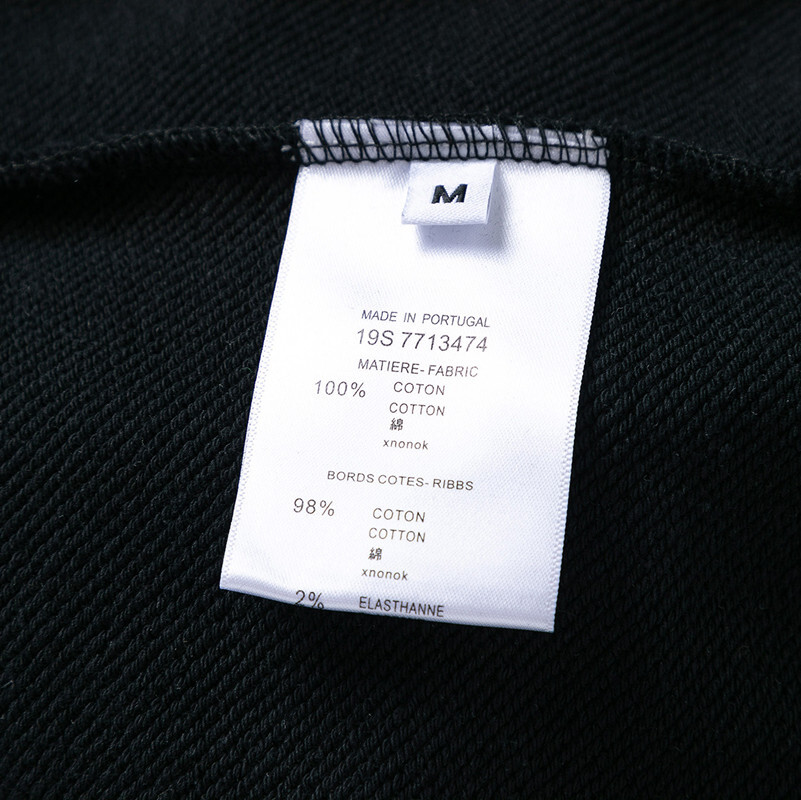 M
MADE IN PORTUGAL
19S 7713474
MATIERE-FABRIC
100% COTON
COTTON
綿
xnonok
BORDS COTES-RIBBS
98% COTON
COTTON
綿
xnonok
2% ELASTHANNE